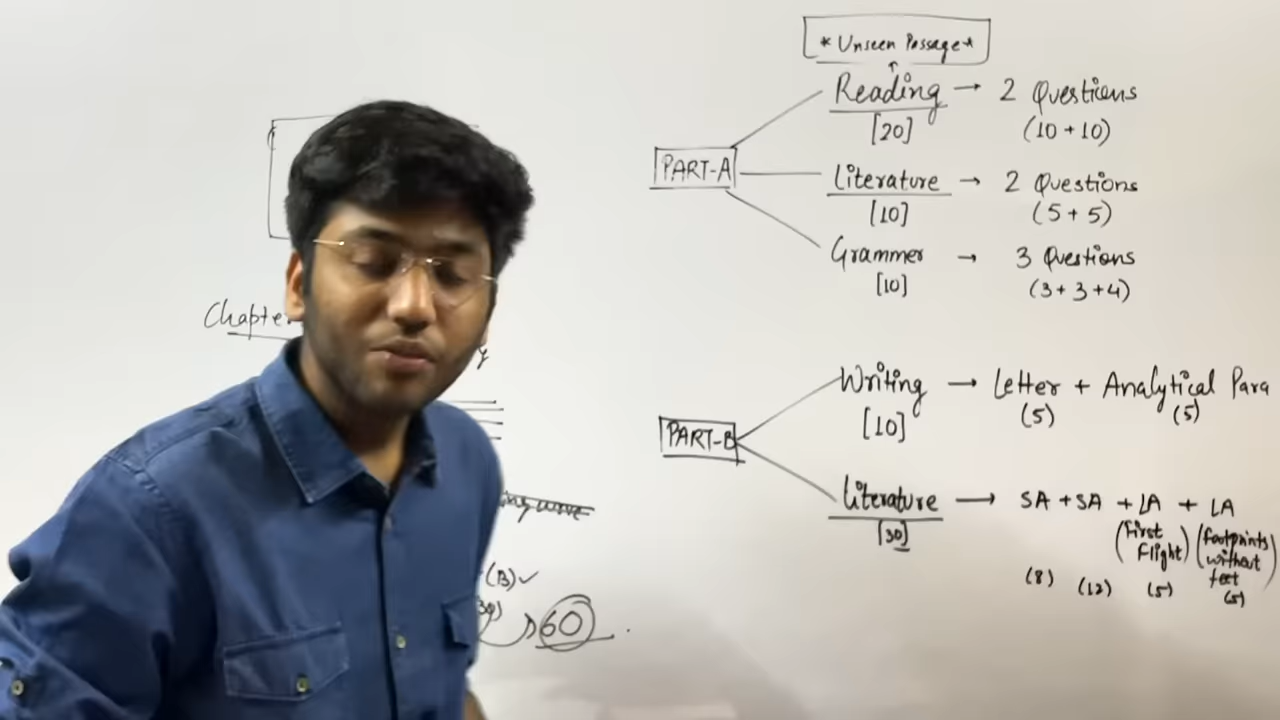 * Unseen Passage *
Reading → 2 Questions
[20] (10 + 10)
PART-A
Literature → 2 Questions
[10] (5 + 5)
Grammer → 3 Questions
[10] (3 + 3 + 4)
Writing → Letter + Analytical Para
[10] (5) (5)
PART-B
Literature → SA + SA + LA + LA
[30] (First Flight) (footprints without feet)
(8) (12) (5) (5)
(B) ✓
60